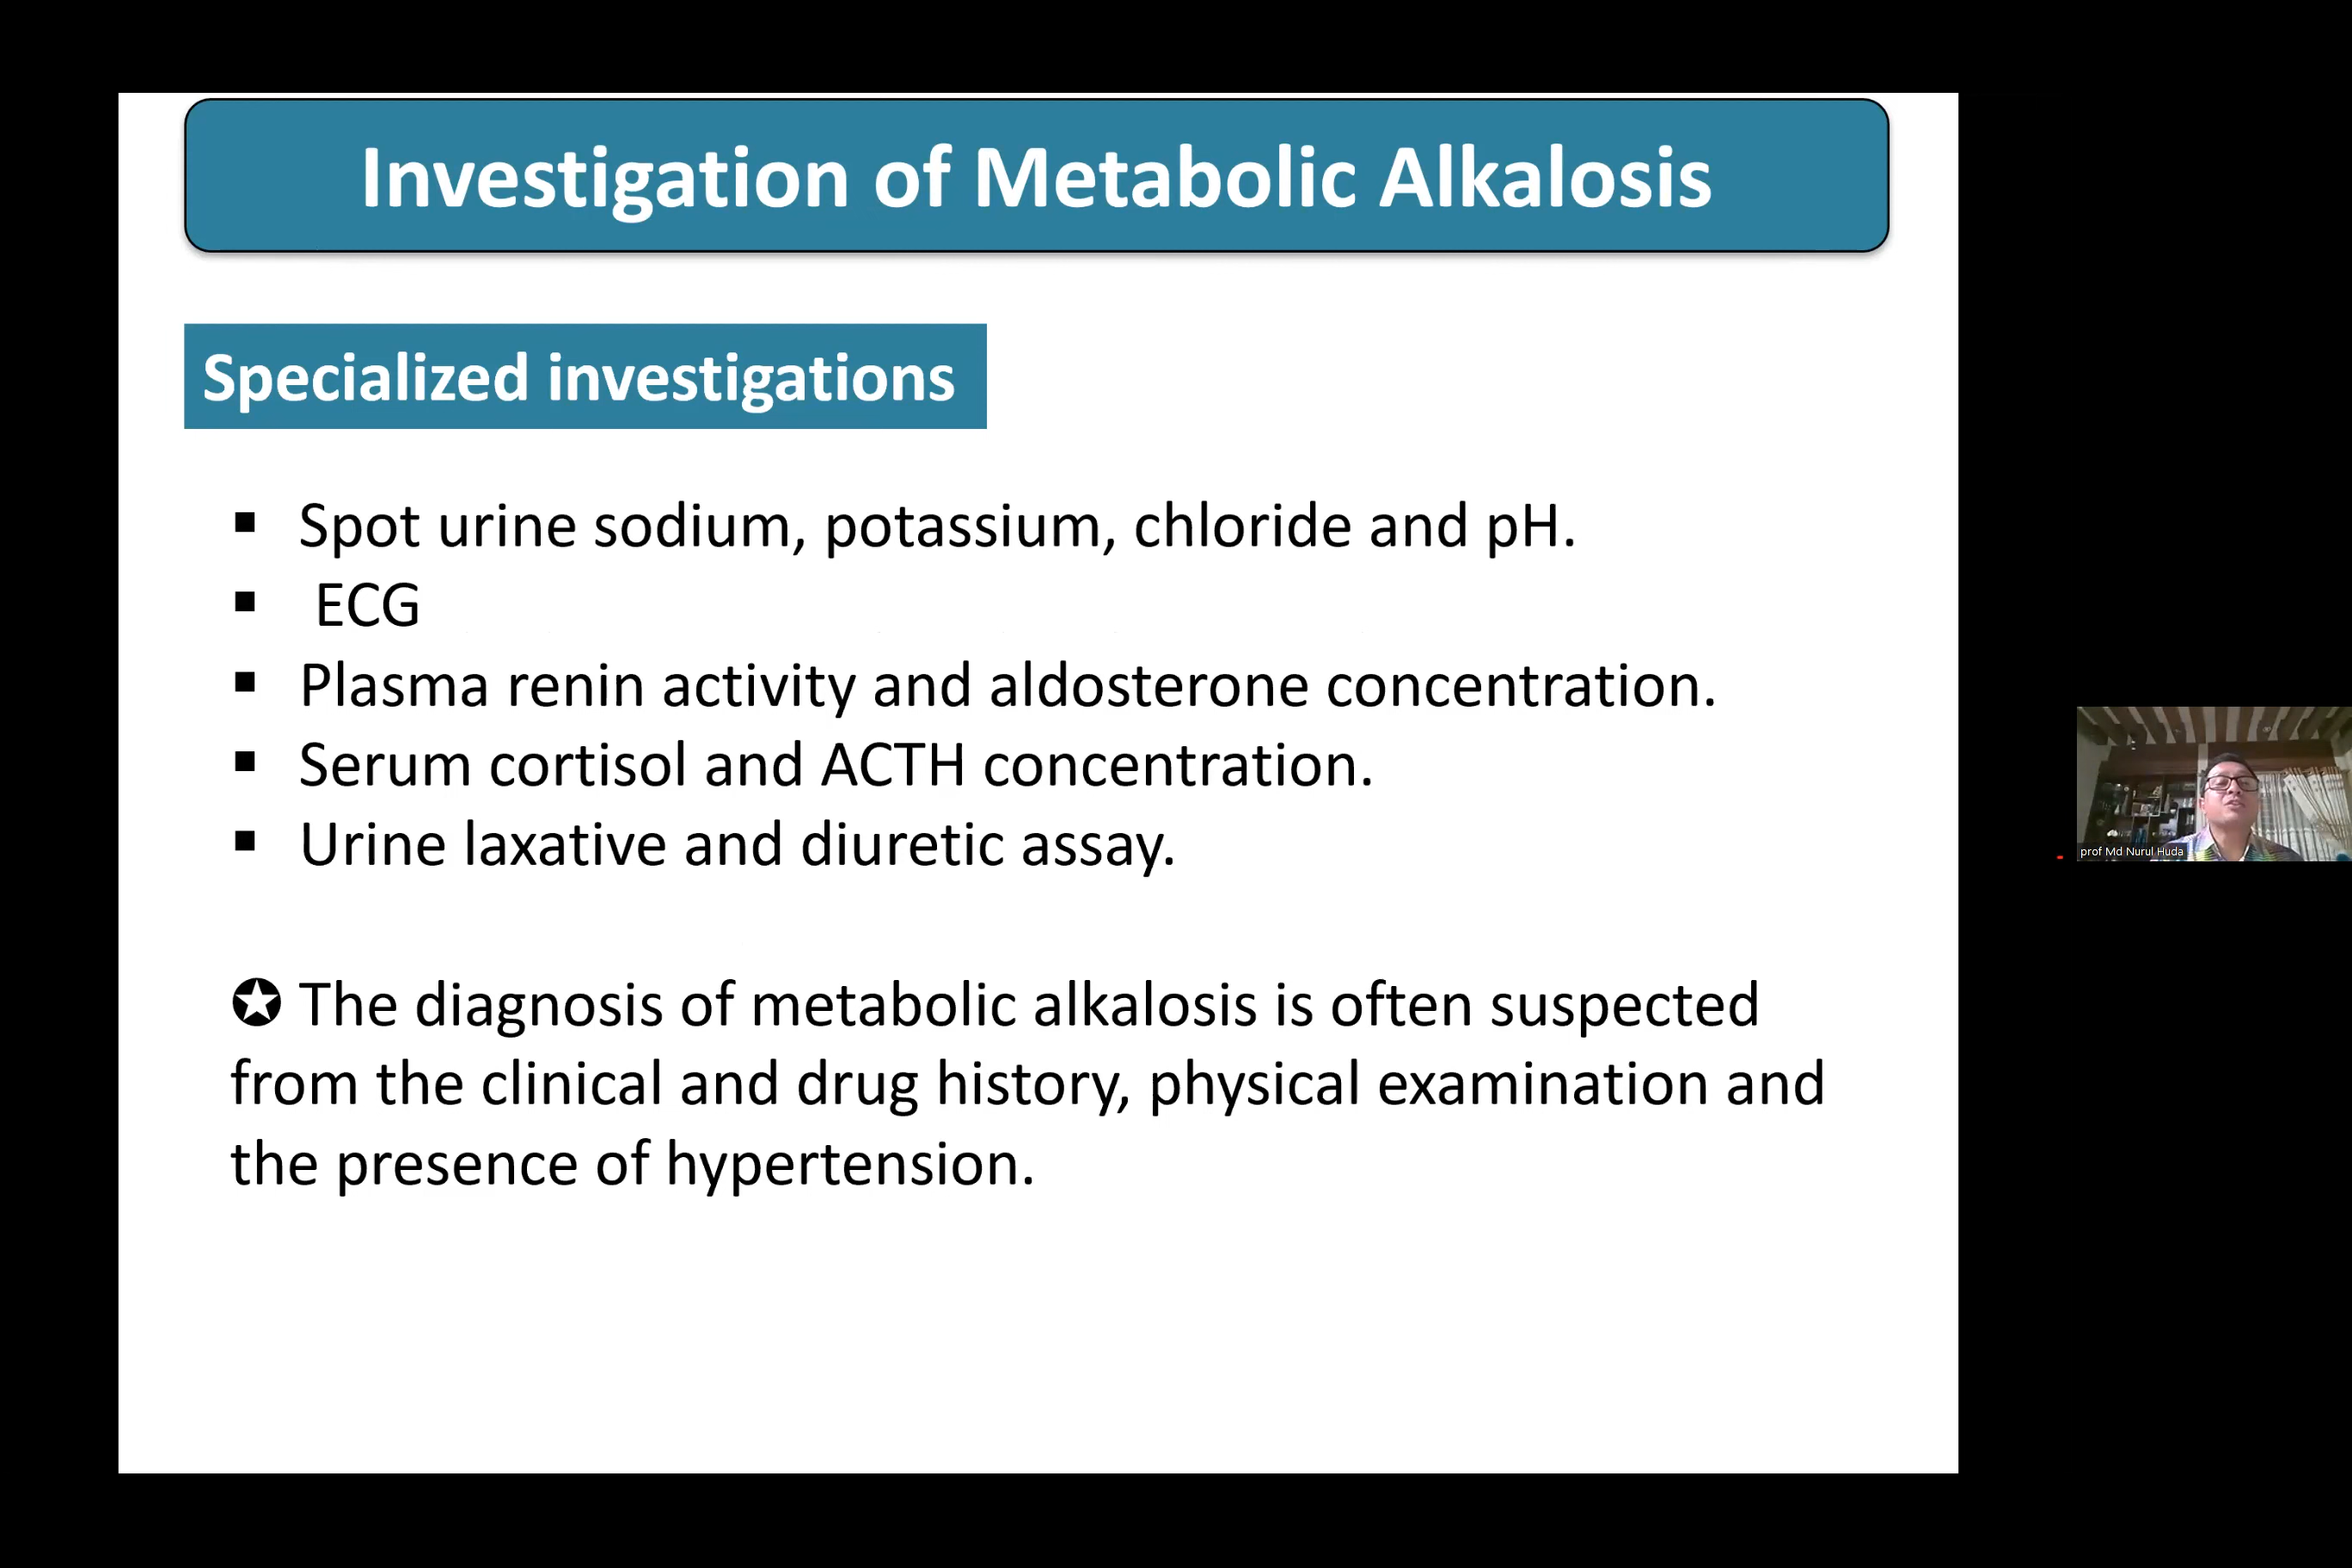 Investigation of Metabolic Alkalosis
Specialized investigations
▪ Spot urine sodium, potassium, chloride and pH.
▪ ECG
▪ Plasma renin activity and aldosterone concentration.
▪ Serum cortisol and ACTH concentration.
▪ Urine laxative and diuretic assay.
✪ The diagnosis of metabolic alkalosis is often suspected
from the clinical and drug history, physical examination and
the presence of hypertension.
prof Md Nurul Huda